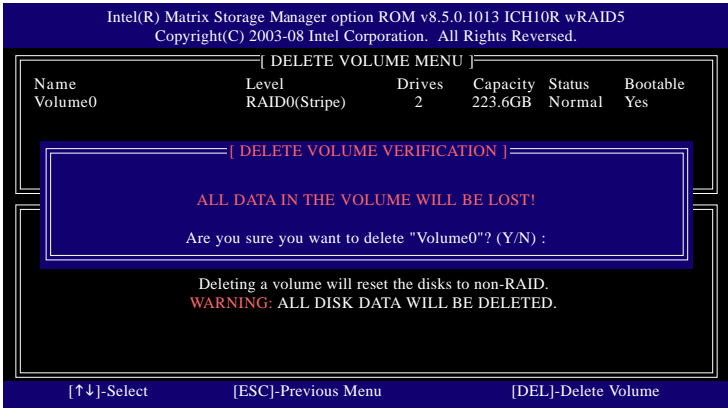 Intel(R) Matrix Storage Manager option ROM v8.5.0.1013 ICH10R wRAID5
Copyright(C) 2003-08 Intel Corporation. All Rights Reversed.
[ DELETE VOLUME MENU ]
Name Level Drives Capacity Status Bootable
Volume0 RAID0(Stripe) 2 223.6GB Normal Yes
[ DELETE VOLUME VERIFICATION ]
ALL DATA IN THE VOLUME WILL BE LOST!
Are you sure you want to delete "Volume0"? (Y/N) :
Deleting a volume will reset the disks to non-RAID.
WARNING: ALL DISK DATA WILL BE DELETED.
[↑↓]-Select [ESC]-Previous Menu [DEL]-Delete Volume